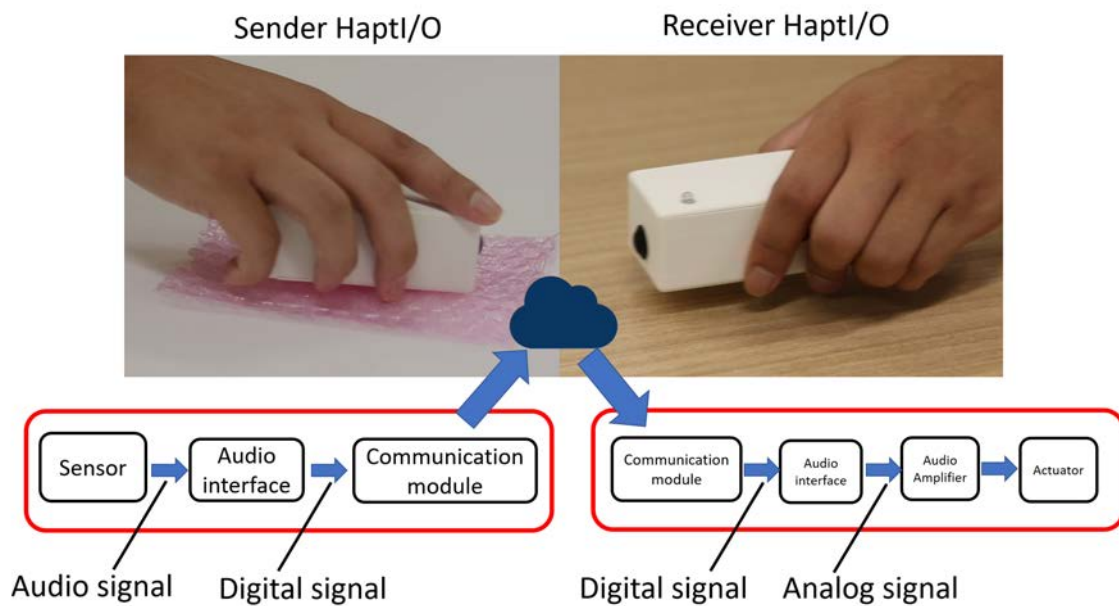 Sender HaptI/O
Receiver HaptI/O
Sensor
Audio
interface
Communication
module
Communication
module
Audio
interface
Audio
Amplifier
Actuator
Audio signal
Digital signal
Digital signal
Analog signal